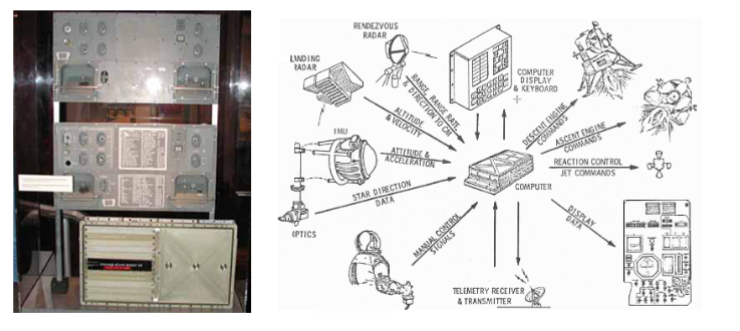 RENDEZVOUS
RADAR
LANDING
RADAR
COMPUTER
DISPLAY
& KEYBOARD
RANGE, RANGE RATE,
& DIRECTION TO CM
ALTITUDE
& VELOCITY
DESCENT ENGINE
COMMANDS
ASCENT ENGINE
COMMANDS
IMU
ATTITUDE &
ACCELERATION
REACTION CONTROL
JET COMMANDS
COMPUTER
STAR DIRECTION
DATA
OPTICS
MANUAL CONTROL
SIGNALS
DISPLAY
DATA
TELEMETRY RECEIVER
& TRANSMITTER